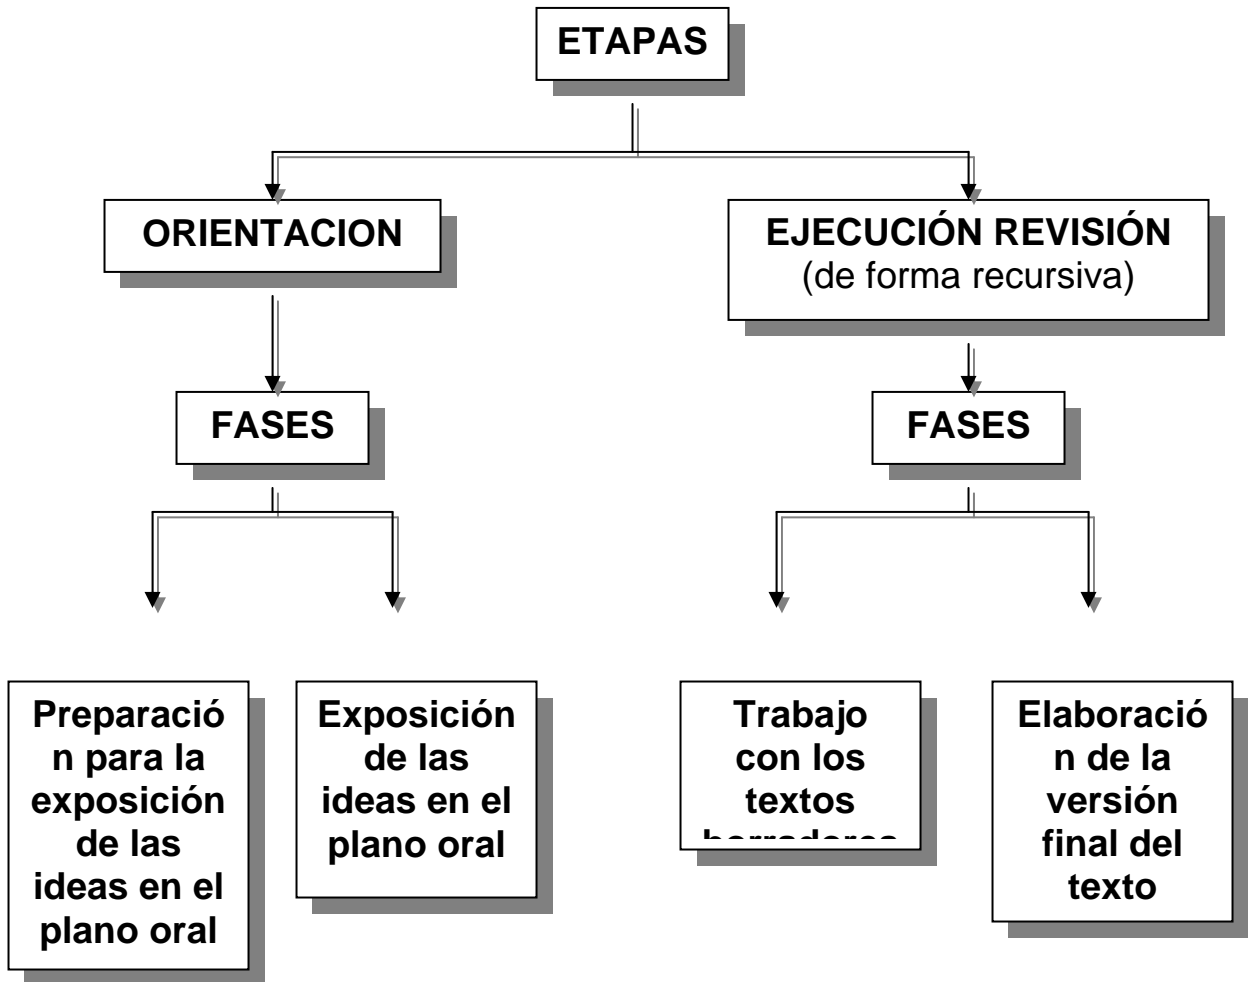 ETAPAS
ORIENTACION
EJECUCIÓN REVISIÓN
(de forma recursiva)
FASES
FASES
Preparació
n para la
exposición
de las
ideas en el
plano oral
Exposición
de las
ideas en el
plano oral
Trabajo
con los
textos
Elaboració
n de la
versión
final del
texto